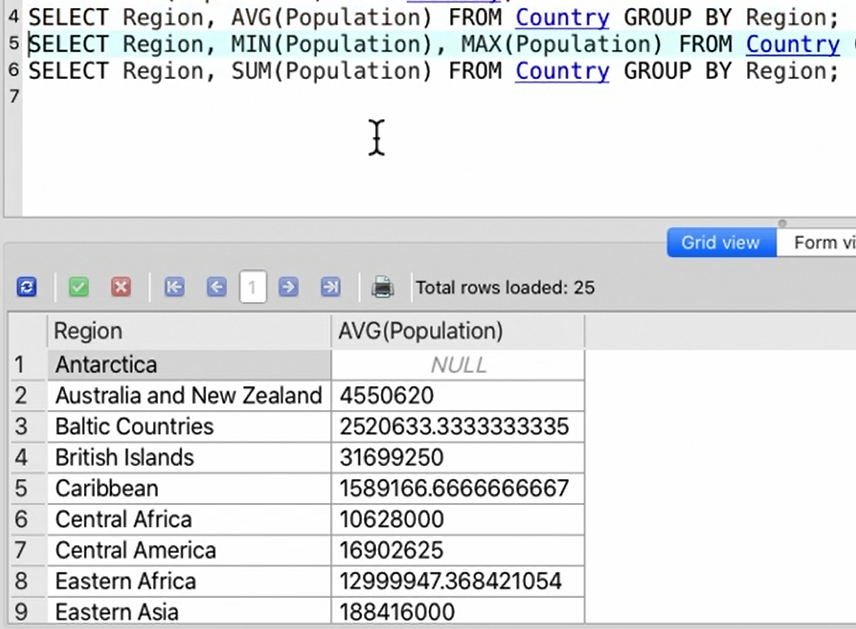 4 SELECT Region, AVG(Population) FROM Country GROUP BY Region;
5 SELECT Region, MIN(Population), MAX(Population) FROM Country
6 SELECT Region, SUM(Population) FROM Country GROUP BY Region;
7
Grid view Form vi
1 Total rows loaded: 25
Region AVG(Population)
1 Antarctica NULL
2 Australia and New Zealand 4550620
3 Baltic Countries 2520633.3333333335
4 British Islands 31699250
5 Caribbean 1589166.6666666667
6 Central Africa 10628000
7 Central America 16902625
8 Eastern Africa 12999947.368421054
9 Eastern Asia 188416000